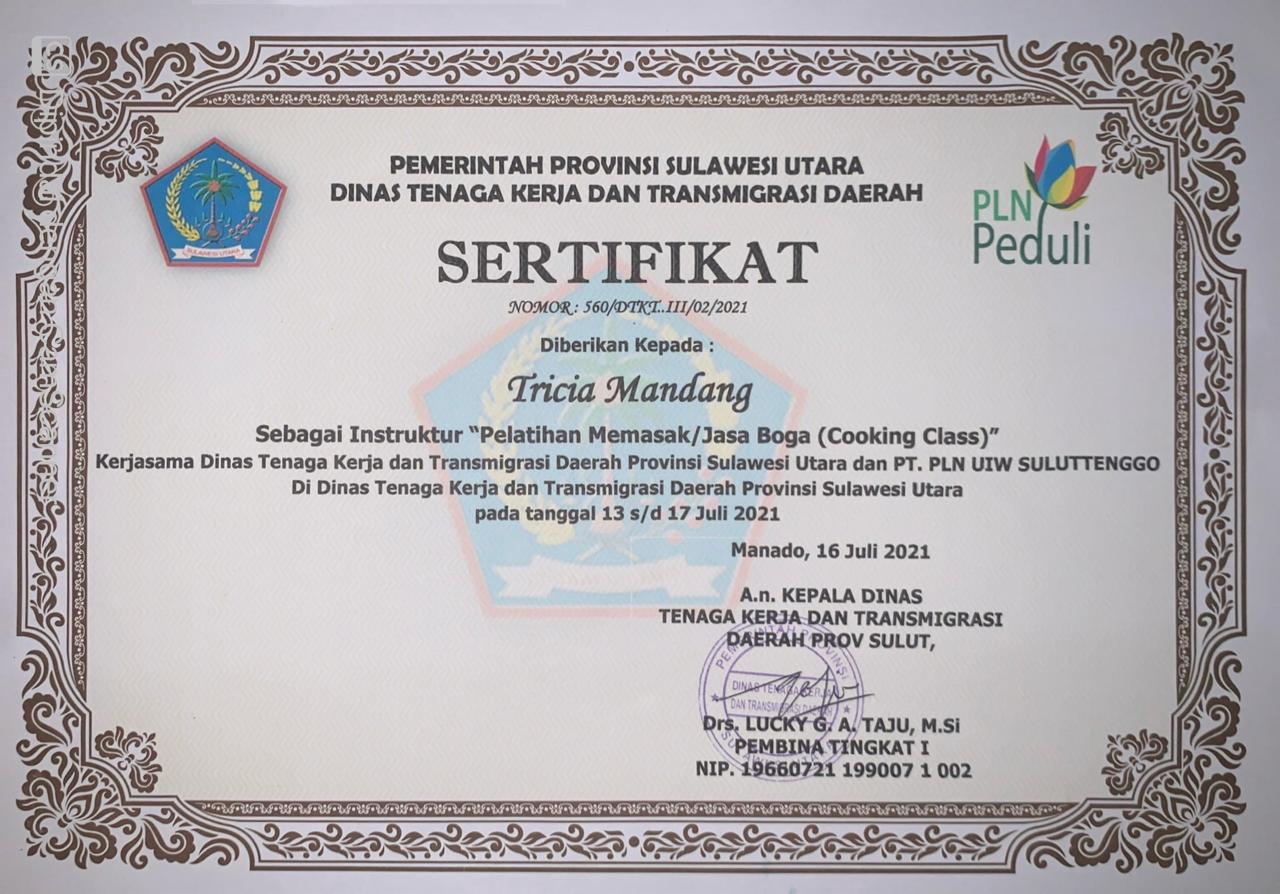 PEMERINTAH PROVINSI SULAWESI UTARA
DINAS TENAGA KERJA DAN TRANSMIGRASI DAERAH
SULAWESI UTARA
PLN
Peduli
SERTIFIKAT
NOMOR : 560/DTKT..III/02/2021
Diberikan Kepada :
Tricia Mandang
Sebagai Instruktur “Pelatihan Memasak/Jasa Boga (Cooking Class)”
Kerjasama Dinas Tenaga Kerja dan Transmigrasi Daerah Provinsi Sulawesi Utara dan PT. PLN UIW SULUTTENGGO
Di Dinas Tenaga Kerja dan Transmigrasi Daerah Provinsi Sulawesi Utara
pada tanggal 13 s/d 17 Juli 2021
Manado, 16 Juli 2021
A.n. KEPALA DINAS
TENAGA KERJA DAN TRANSMIGRASI
DAERAH PROV SULUT,
PEMERINTAH PROVINSI
DINAS TENAGA KERJA
DAN TRANSMIGRASI DAERAH
SULAWESI UTARA
Drs. LUCKY G. A. TAJU, M.Si
PEMBINA TINGKAT I
NIP. 19660721 199007 1 002